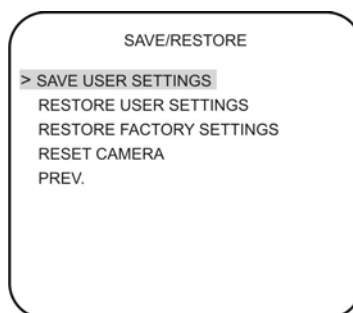 SAVE/RESTORE
> SAVE USER SETTINGS
RESTORE USER SETTINGS
RESTORE FACTORY SETTINGS
RESET CAMERA
PREV.